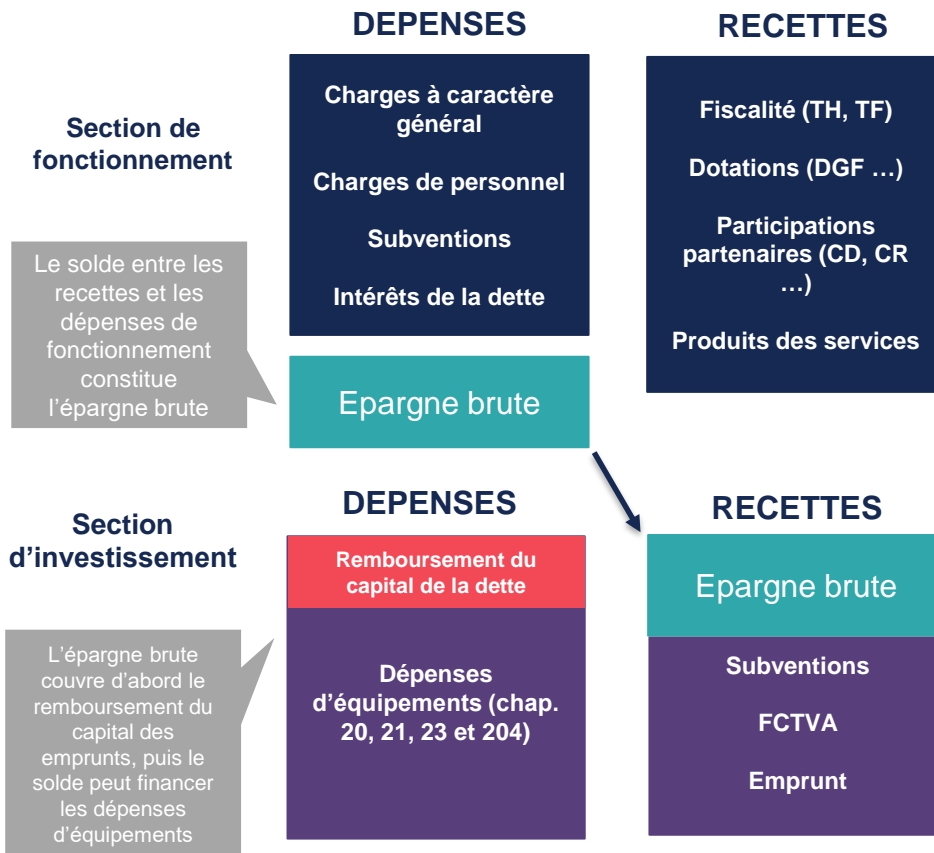 DEPENSES
RECETTES
Section de
fonctionnement
Charges à caractère
général
Charges de personnel
Subventions
Intérêts de la dette
Fiscalité (TH, TF)
Dotations (DGF …)
Participations
partenaires (CD, CR
…)
Produits des services
Le solde entre les
recettes et les
dépenses de
fonctionnement
constitue
l’épargne brute
Epargne brute
Section
d’investissement
DEPENSES
RECETTES
Remboursement du
capital de la dette
Dépenses
d’équipements (chap.
20, 21, 23 et 204)
Epargne brute
Subventions
FCTVA
Emprunt
L’épargne brute
couvre d’abord le
remboursement du
capital des
emprunts, puis le
solde peut financer
les dépenses
d’équipements